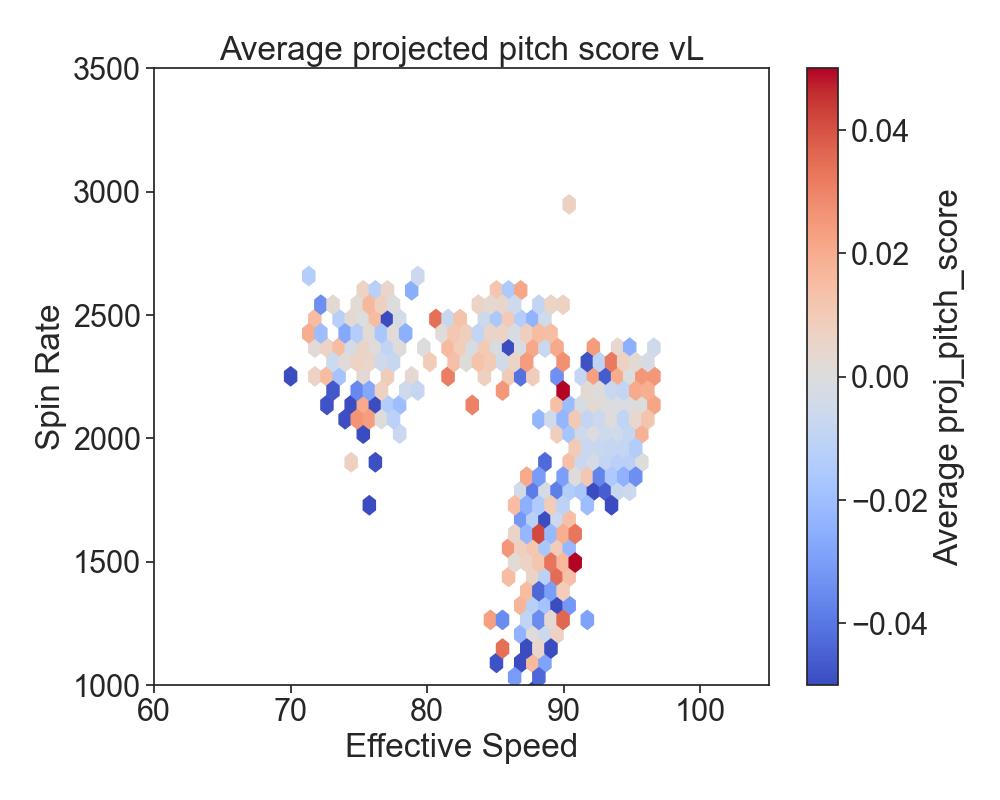 Average projected pitch score vL
3500
3000
2500
2000
1500
1000
Spin Rate
60 70 80 90 100
Effective Speed
0.04
0.02
0.00
−0.02
−0.04
Average proj_pitch_score